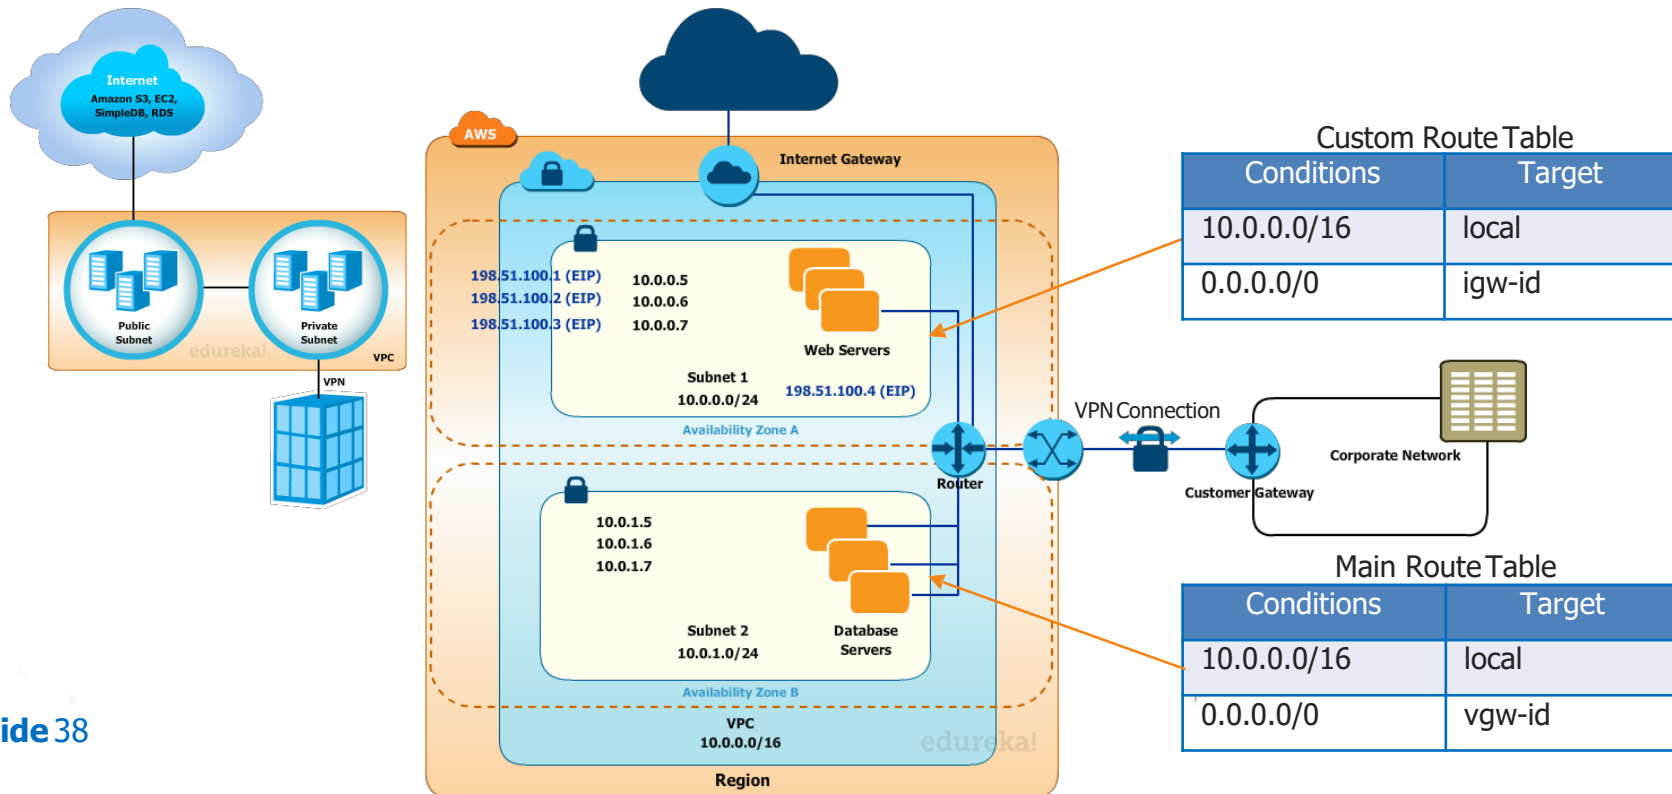 Internet
Amazon S3, EC2,
SimpleDB, RDS
Public
Subnet
Private
Subnet
edureka!
VPC
VPN
AWS
Internet Gateway
198.51.100.1 (EIP)
198.51.100.2 (EIP)
198.51.100.3 (EIP)
10.0.0.5
10.0.0.6
10.0.0.7
Web Servers
Subnet 1
10.0.0.0/24
198.51.100.4 (EIP)
Availability Zone A
Router
VPN Connection
Customer Gateway
Corporate Network
10.0.1.5
10.0.1.6
10.0.1.7
Subnet 2
10.0.1.0/24
Database
Servers
Availability Zone B
VPC
10.0.0.0/16
edureka!
Region
Custom Route Table
Conditions Target
10.0.0.0/16 local
0.0.0.0/0 igw-id
Main Route Table
Conditions Target
10.0.0.0/16 local
0.0.0.0/0 vgw-id
ide 38